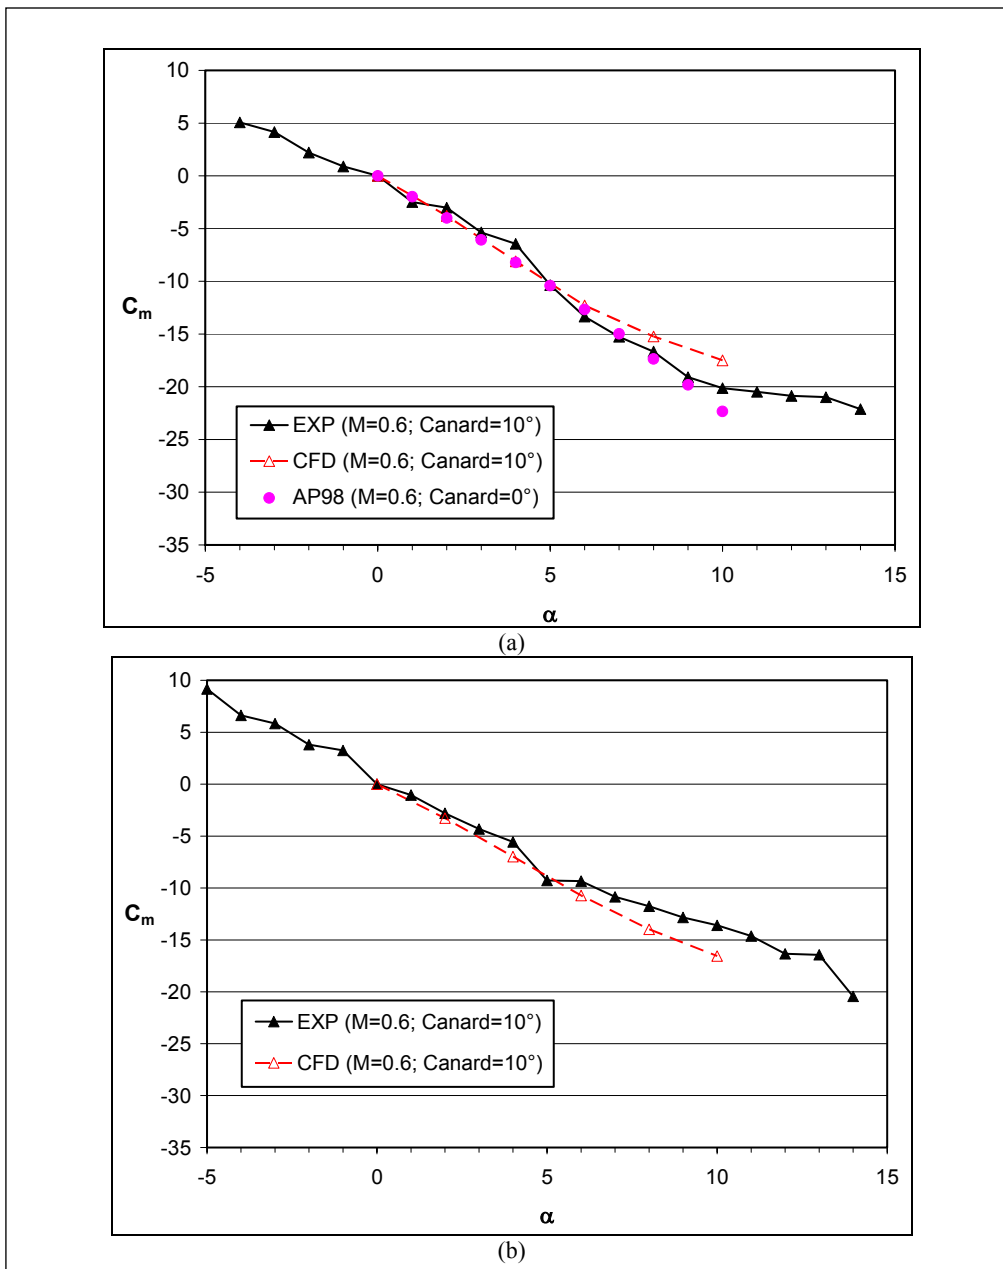 10
5
0
-5
-10
C_m
-15
-20
-25
-30
-35
EXP (M=0.6; Canard=10°)
CFD (M=0.6; Canard=10°)
AP98 (M=0.6; Canard=0°)
-5 0 5 10 15
α
(a)
10
5
0
-5
-10
C_m
-15
-20
-25
-30
-35
EXP (M=0.6; Canard=10°)
CFD (M=0.6; Canard=10°)
-5 0 5 10 15
α
(b)